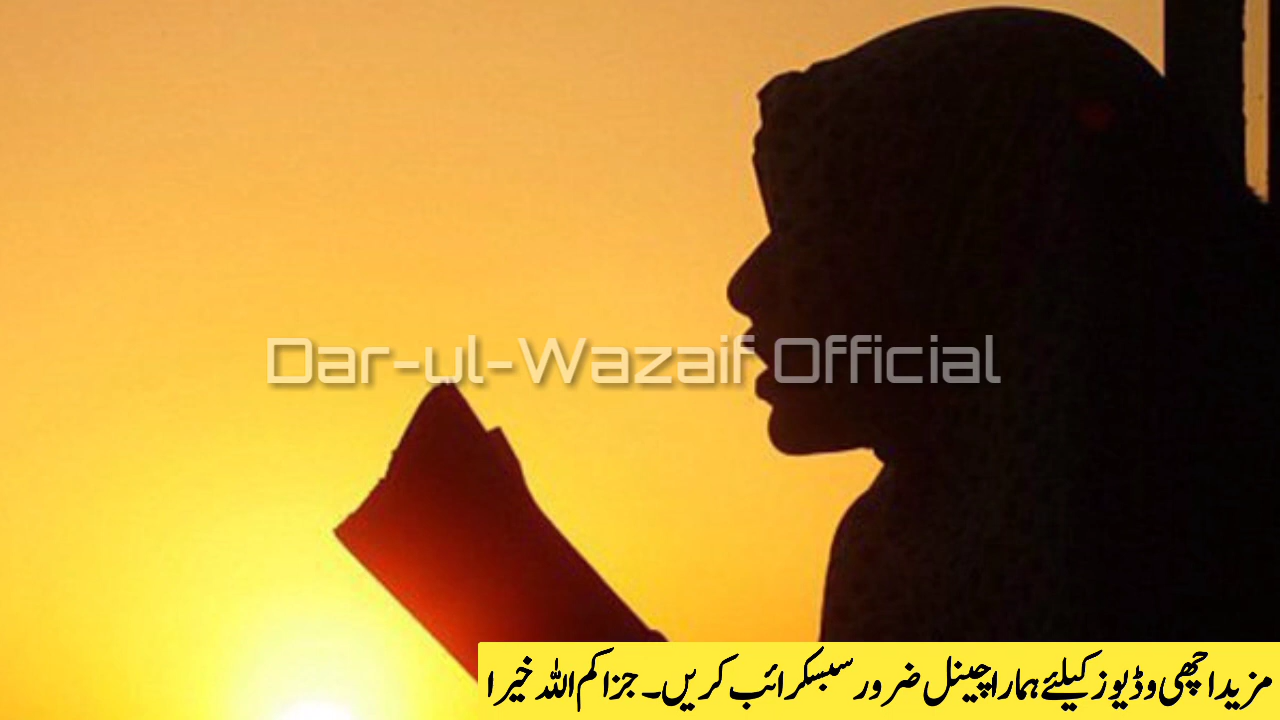 Dar-ul-Wazaif Official
مزید اچھی وڈیوز کیلئے ہمارا چینل ضرور سبسکرائب کریں۔ جزاکم اللہ خیرا